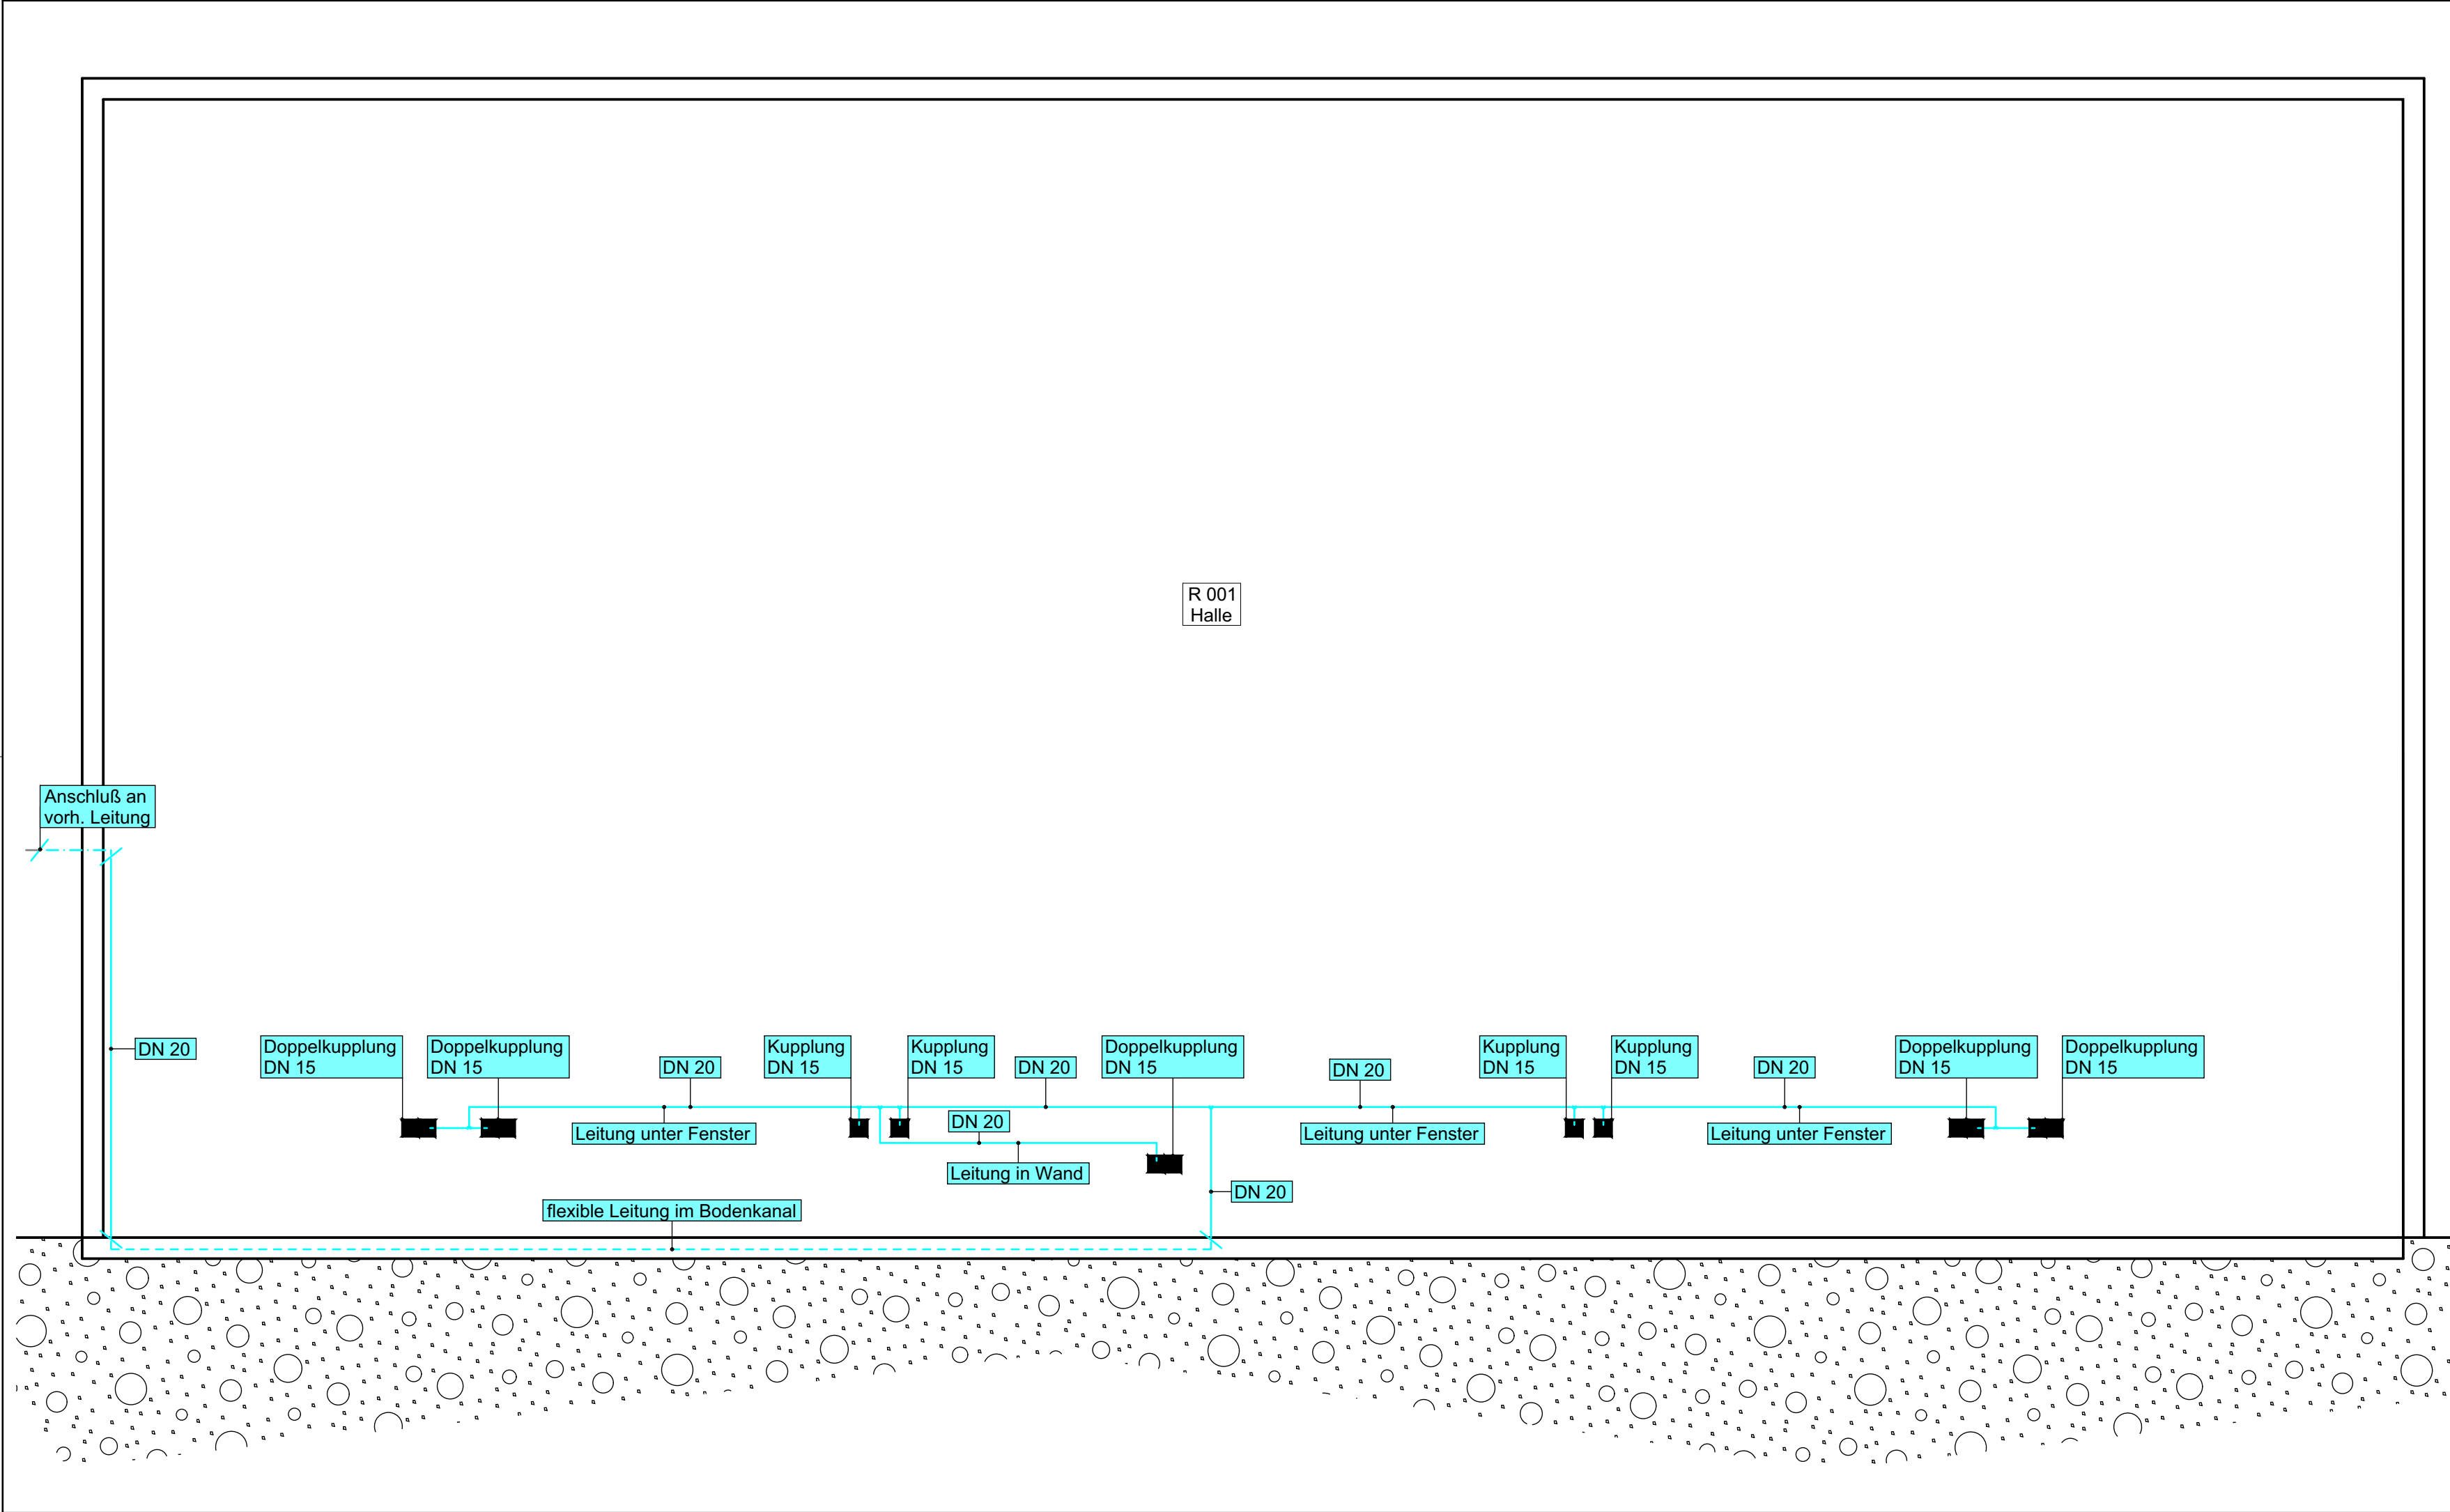 R 001
Halle
Anschluß an
vorh. Leitung
DN 20
Doppelkupplung
DN 15
Doppelkupplung
DN 15
DN 20
Kupplung
DN 15
Kupplung
DN 15
DN 20
Doppelkupplung
DN 15
DN 20
Kupplung
DN 15
Kupplung
DN 15
DN 20
Doppelkupplung
DN 15
Doppelkupplung
DN 15
Leitung unter Fenster
DN 20
Leitung unter Fenster
Leitung unter Fenster
Leitung in Wand
DN 20
flexible Leitung im Bodenkanal